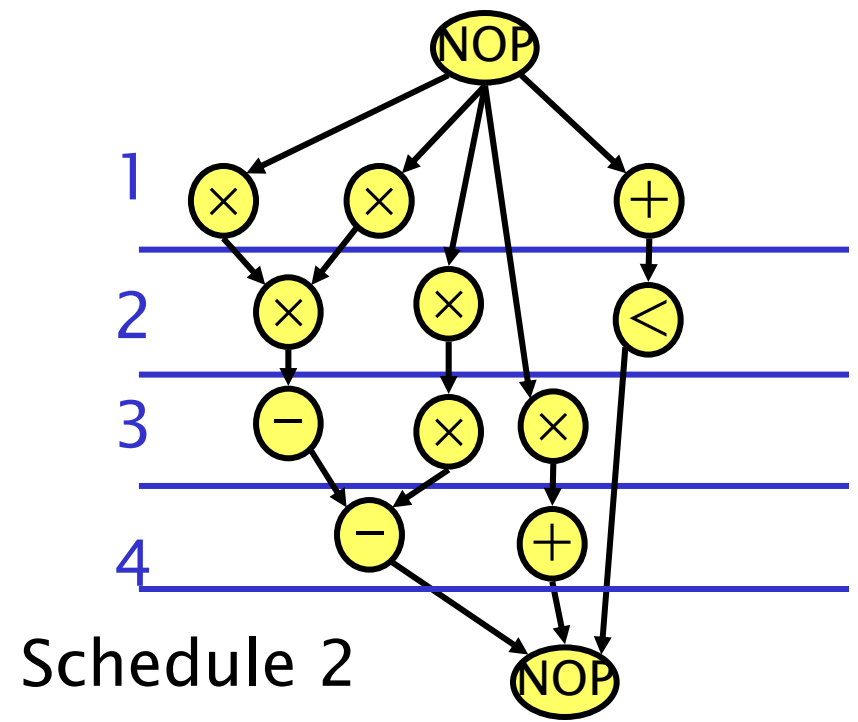 NOP
1
× × +
2
× × <
3
− × ×
4
− +
Schedule 2
NOP